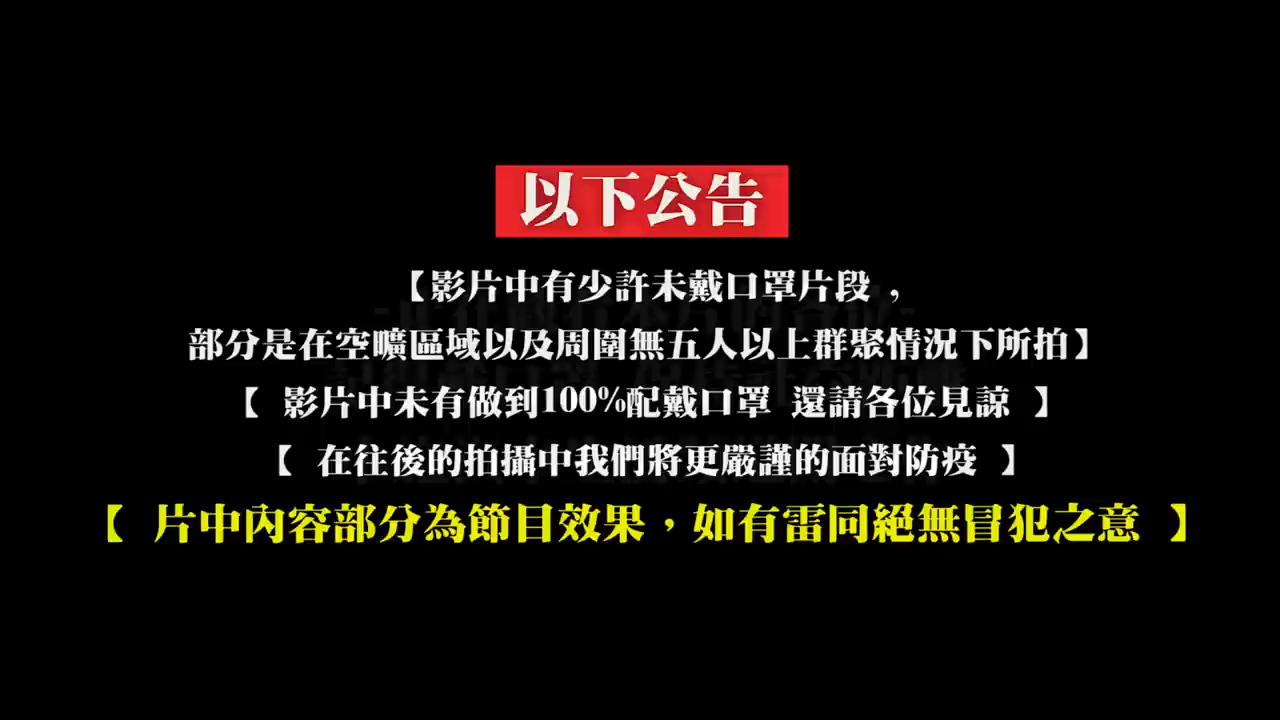 以下公告
【影片中有少許未戴口罩片段，
部分是在空曠區域以及周圍無五人以上群聚情況下所拍】
【 影片中未有做到100%配戴口罩 還請各位見諒 】
【 在往後的拍攝中我們將更嚴謹的面對防疫 】
【 片中內容部分為節目效果，如有雷同絕無冒犯之意 】